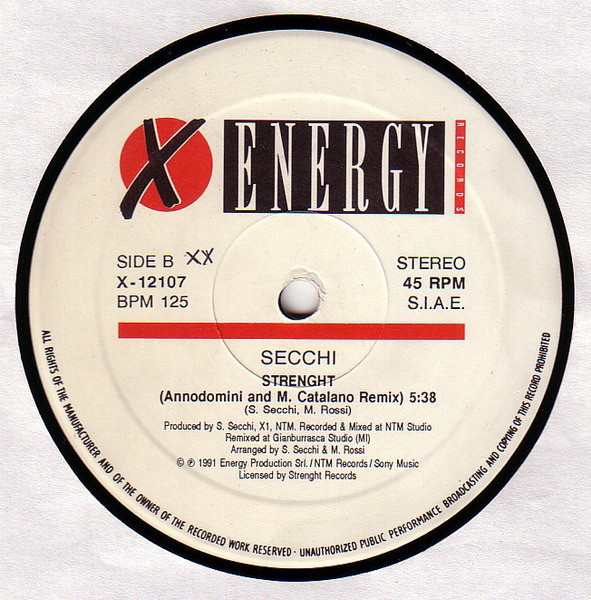 X ENERGY RECORDS
SIDE B XX
X-12107
BPM 125
STEREO
45 RPM
S.I.A.E.
SECCHI
STRENGHT
(Annodomini and M. Catalano Remix) 5:38
(S. Secchi, M. Rossi)
Produced by S. Secchi, X1, NTM. Recorded & Mixed at NTM Studio
Remixed at Gianburrasca Studio (MI)
Arranged by S. Secchi & M. Rossi
© ℗ 1991 Energy Production Srl. / NTM Records / Sony Music
Licensed by Strenght Records
ALL RIGHTS OF THE MANUFACTURER AND OF THE OWNER OF THE RECORDED WORK RESERVED · UNAUTHORIZED PUBLIC PERFORMANCE BROADCASTING AND COPYING OF THIS RECORD PROHIBITED